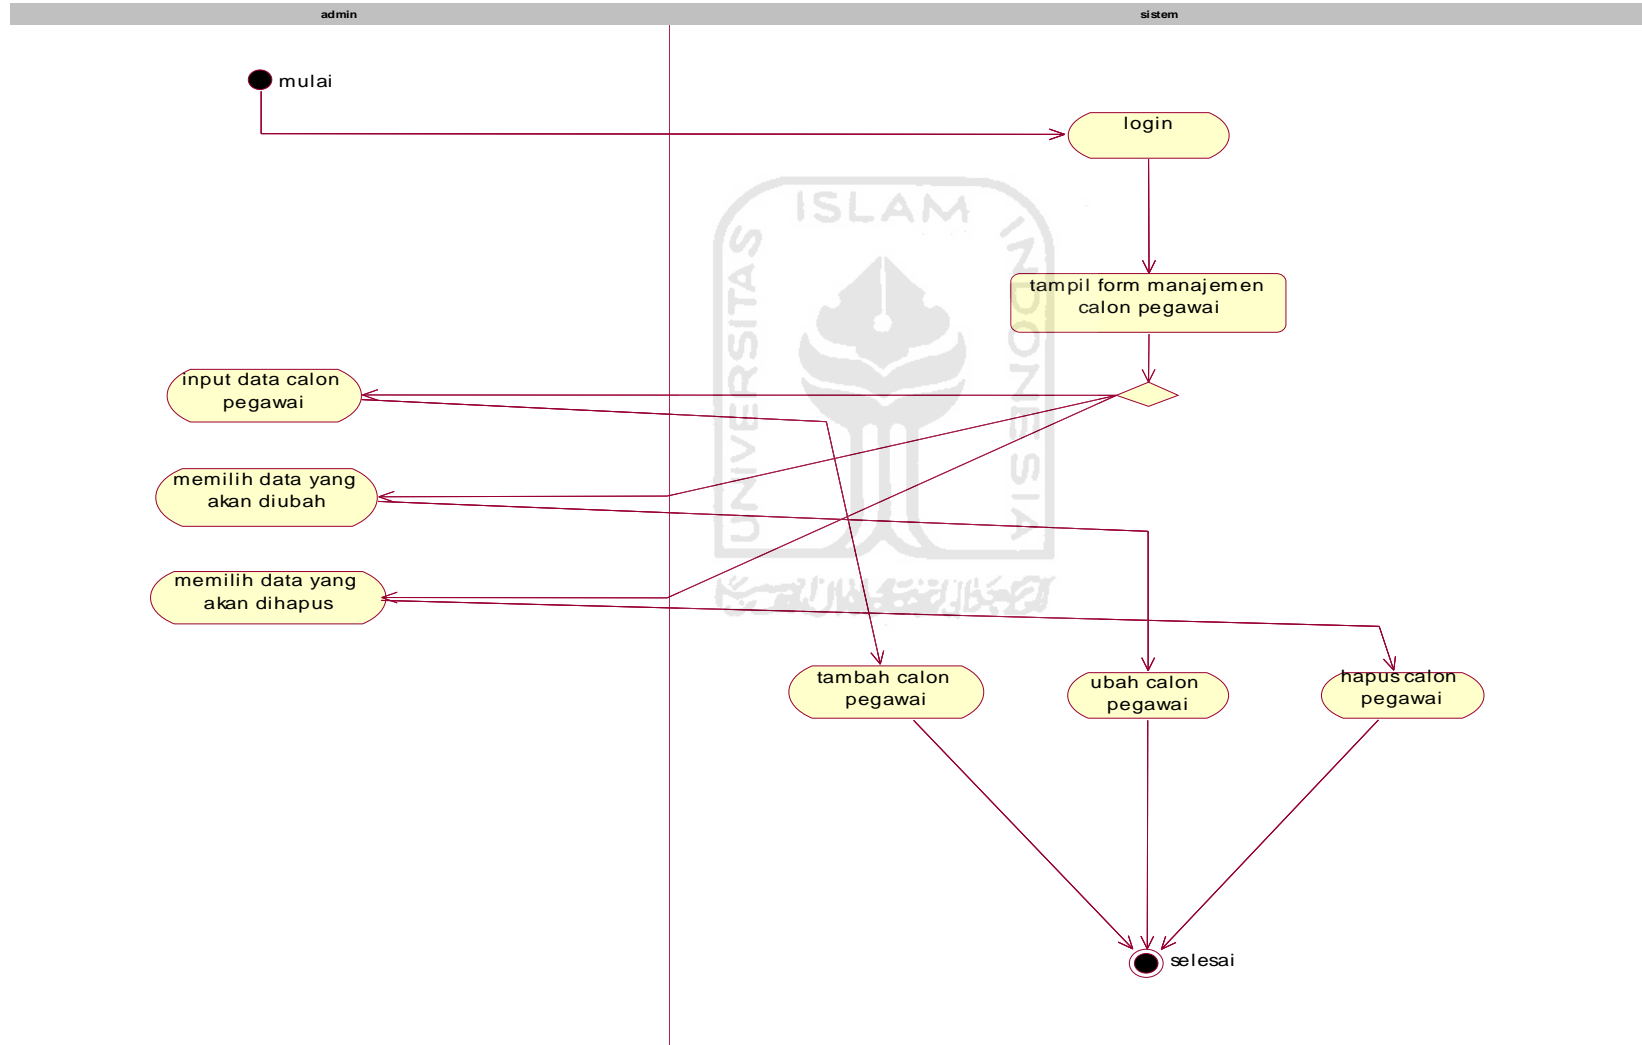 admin
sistem
mulai
login
ISLAM
UNIVERSITAS
INDONESIA
tampil form manajemen
calon pegawai
input data calon
pegawai
memilih data yang
akan diubah
memilih data yang
akan dihapus
tambah calon
pegawai
ubah calon
pegawai
hapus calon
pegawai
selesai